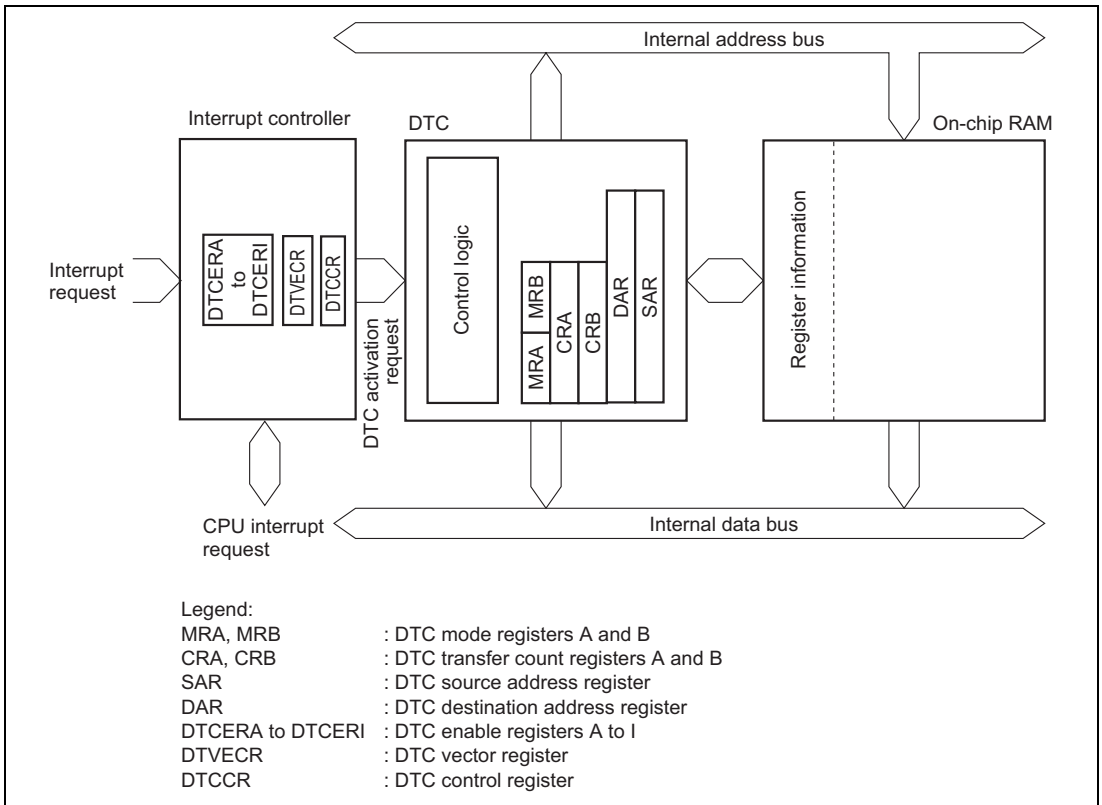 Internal address bus
Interrupt controller
DTC
On-chip RAM
Interrupt
request
DTCERA
to
DTCERI
DTVECR
DTCCR
DTC activation
request
Control logic
MRA
MRB
CRA
CRB
DAR
SAR
Register information
CPU interrupt
request
Internal data bus
Legend:
MRA, MRB : DTC mode registers A and B
CRA, CRB : DTC transfer count registers A and B
SAR : DTC source address register
DAR : DTC destination address register
DTCERA to DTCERI : DTC enable registers A to I
DTVECR : DTC vector register
DTCCR : DTC control register